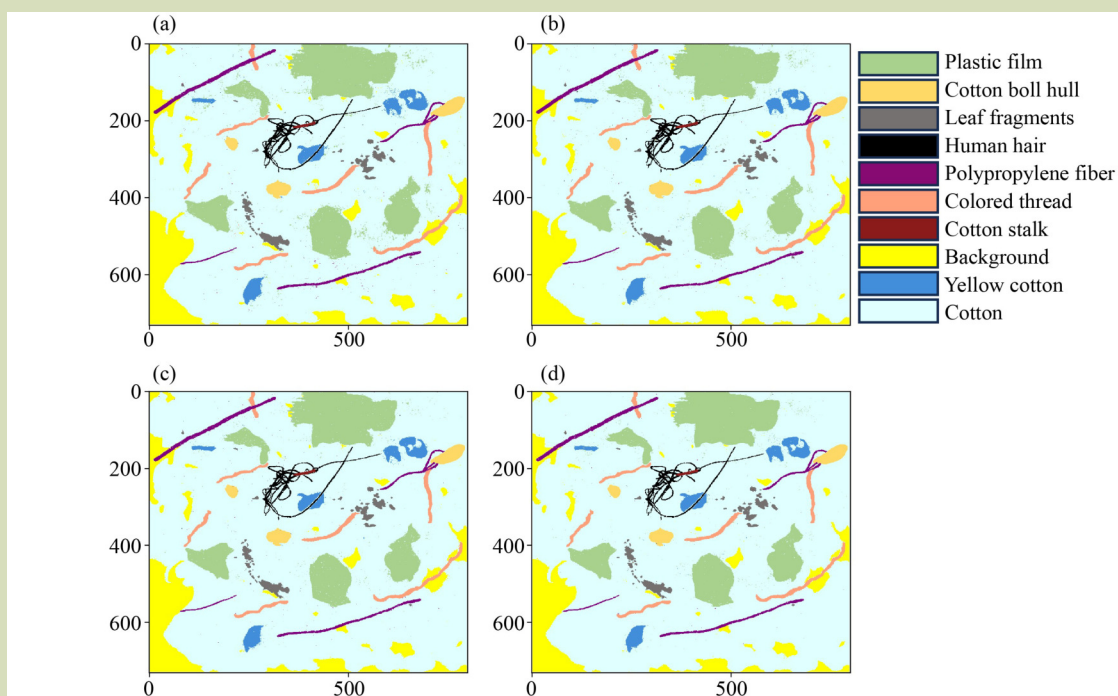 (a)
(b)
0
200
400
600
0
500
0
200
400
600
0
500
Plastic film
Cotton boll hull
Leaf fragments
Human hair
Polypropylene fiber
Colored thread
Cotton stalk
Background
Yellow cotton
Cotton
(c)
(d)
0
200
400
600
0
500
0
200
400
600
0
500